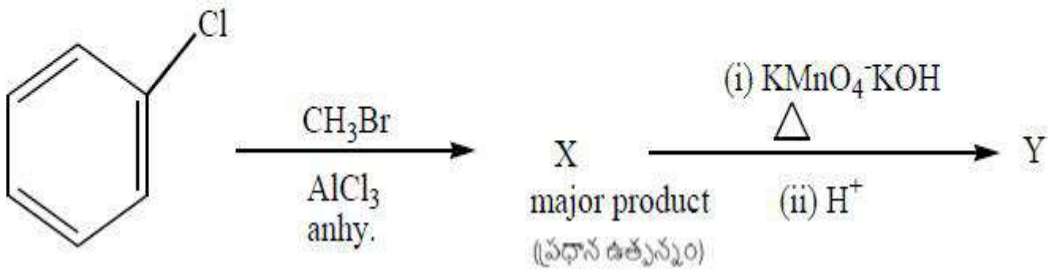 Cl
CH₃Br
AlCl₃
anhy.
X
major product
(ప్రధాన ఉత్పన్నం)
(i) KMnO₄-KOH
△
(ii) H⁺
Y